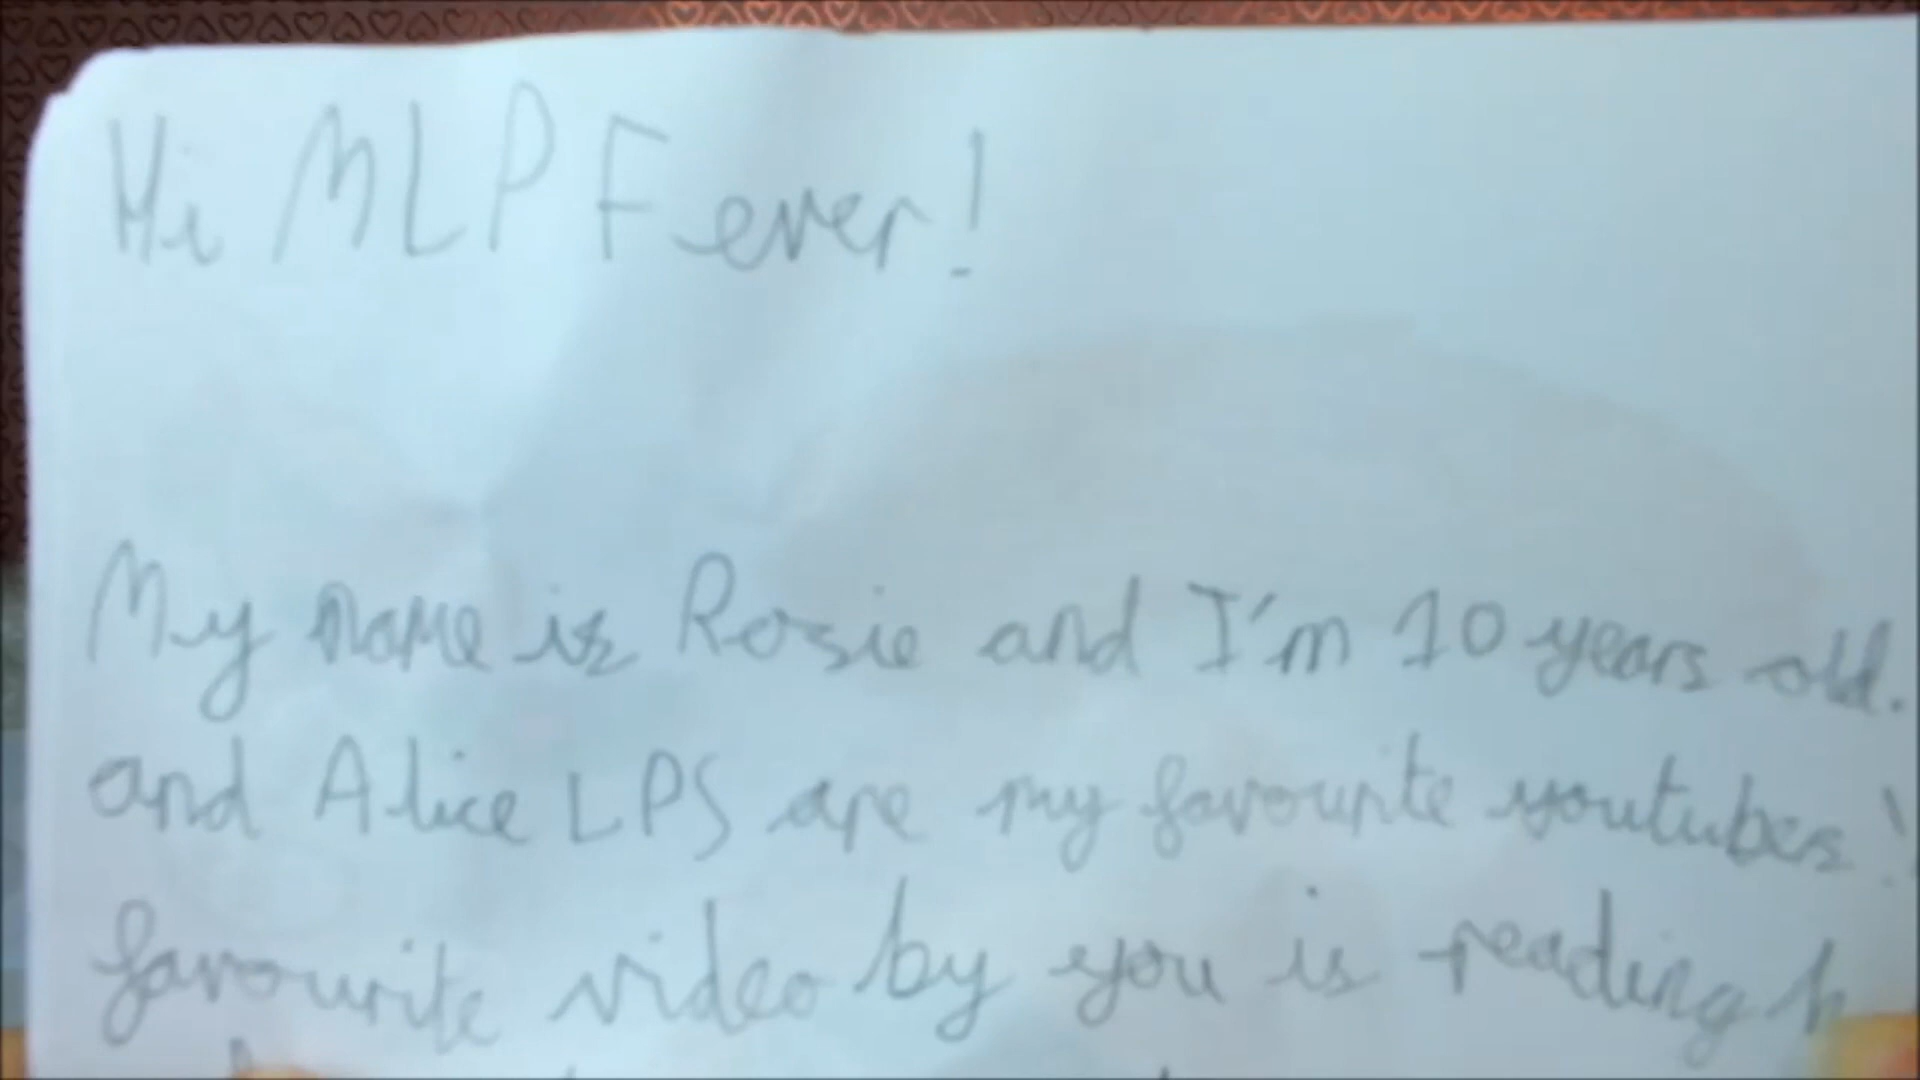 Hi MLP Fever!
My name is Rosie and I'm 10 years old.
and Alice LPS are my favourite youtubers!
favourite video by you is reading